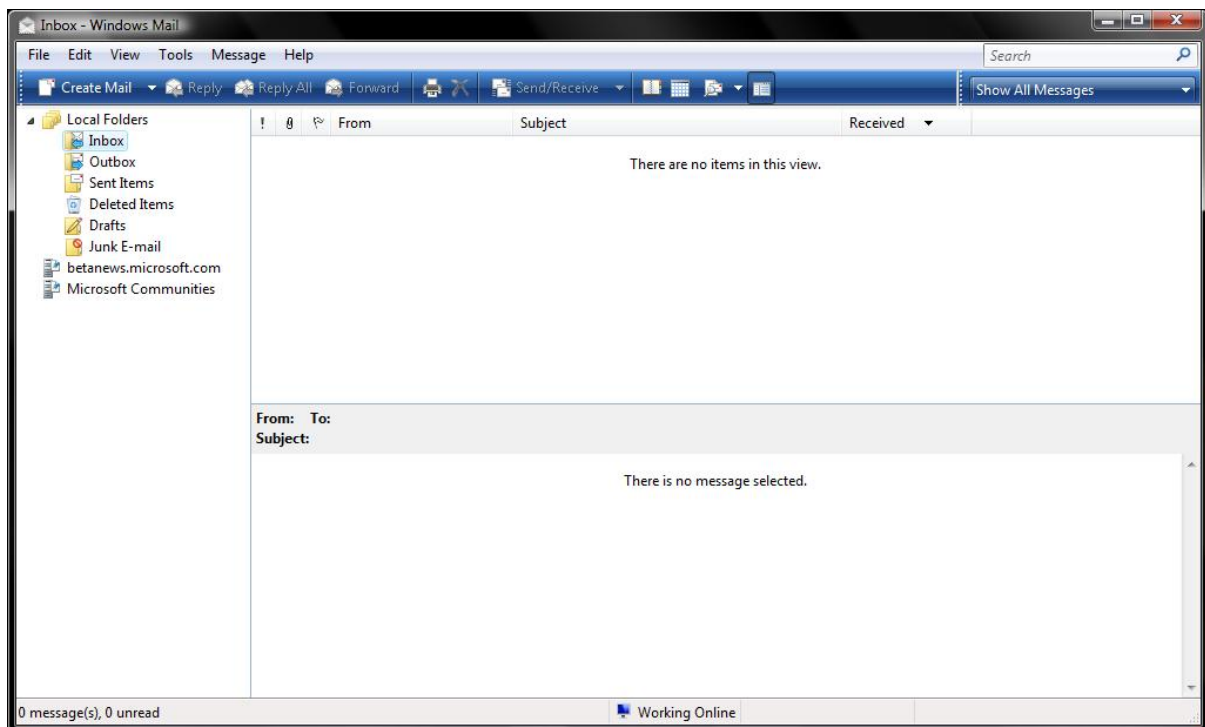 Inbox - Windows Mail
File Edit View Tools Message Help
Search
Create Mail Reply Reply All Forward Send/Receive
Show All Messages
Local Folders
Inbox
Outbox
Sent Items
Deleted Items
Drafts
Junk E-mail
betanews.microsoft.com
Microsoft Communities
! From Subject Received
There are no items in this view.
From: To:
Subject:
There is no message selected.
0 message(s), 0 unread
Working Online